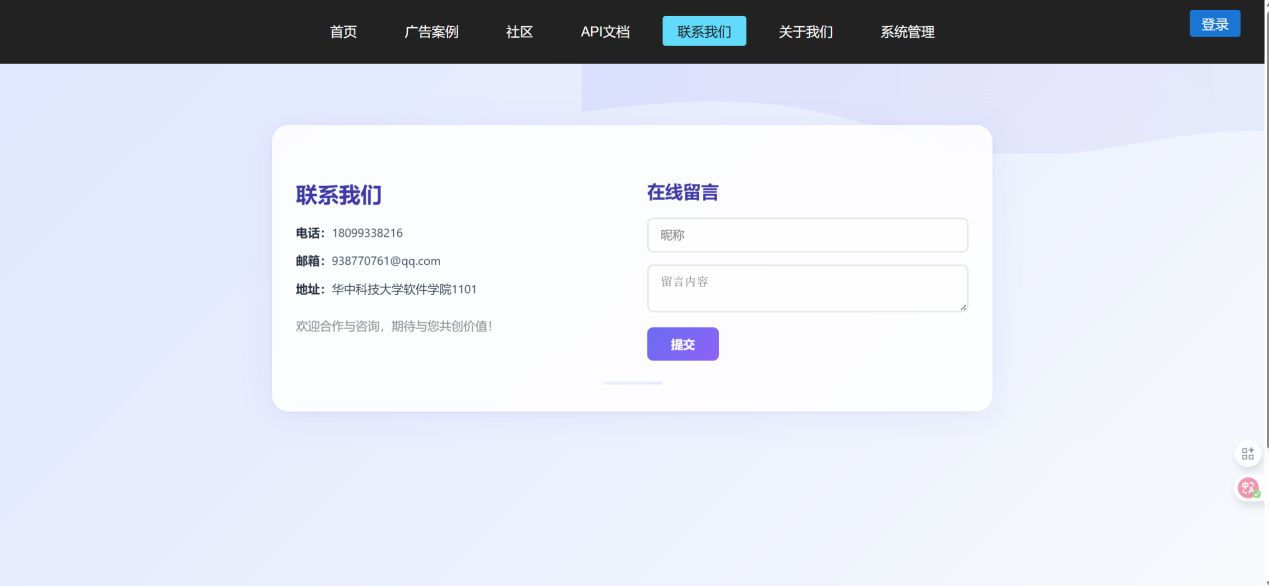 首页 广告案例 社区 API文档 联系我们 关于我们 系统管理 登录
联系我们
电话：18099338216
邮箱：938770761@qq.com
地址：华中科技大学软件学院1101
欢迎合作与咨询，期待与您共创价值！
在线留言
昵称
留言内容
提交